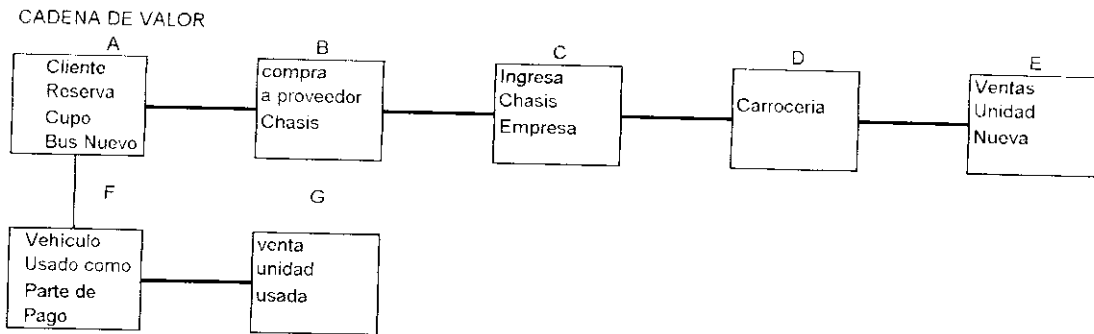 CADENA DE VALOR
A
Cliente
Reserva
Cupo
Bus Nuevo
B
compra
a proveedor
Chasis
C
Ingresa
Chasis
Empresa
D
Carroceria
E
Ventas
Unidad
Nueva
F
Vehiculo
Usado como
Parte de
Pago
G
venta
unidad
usada